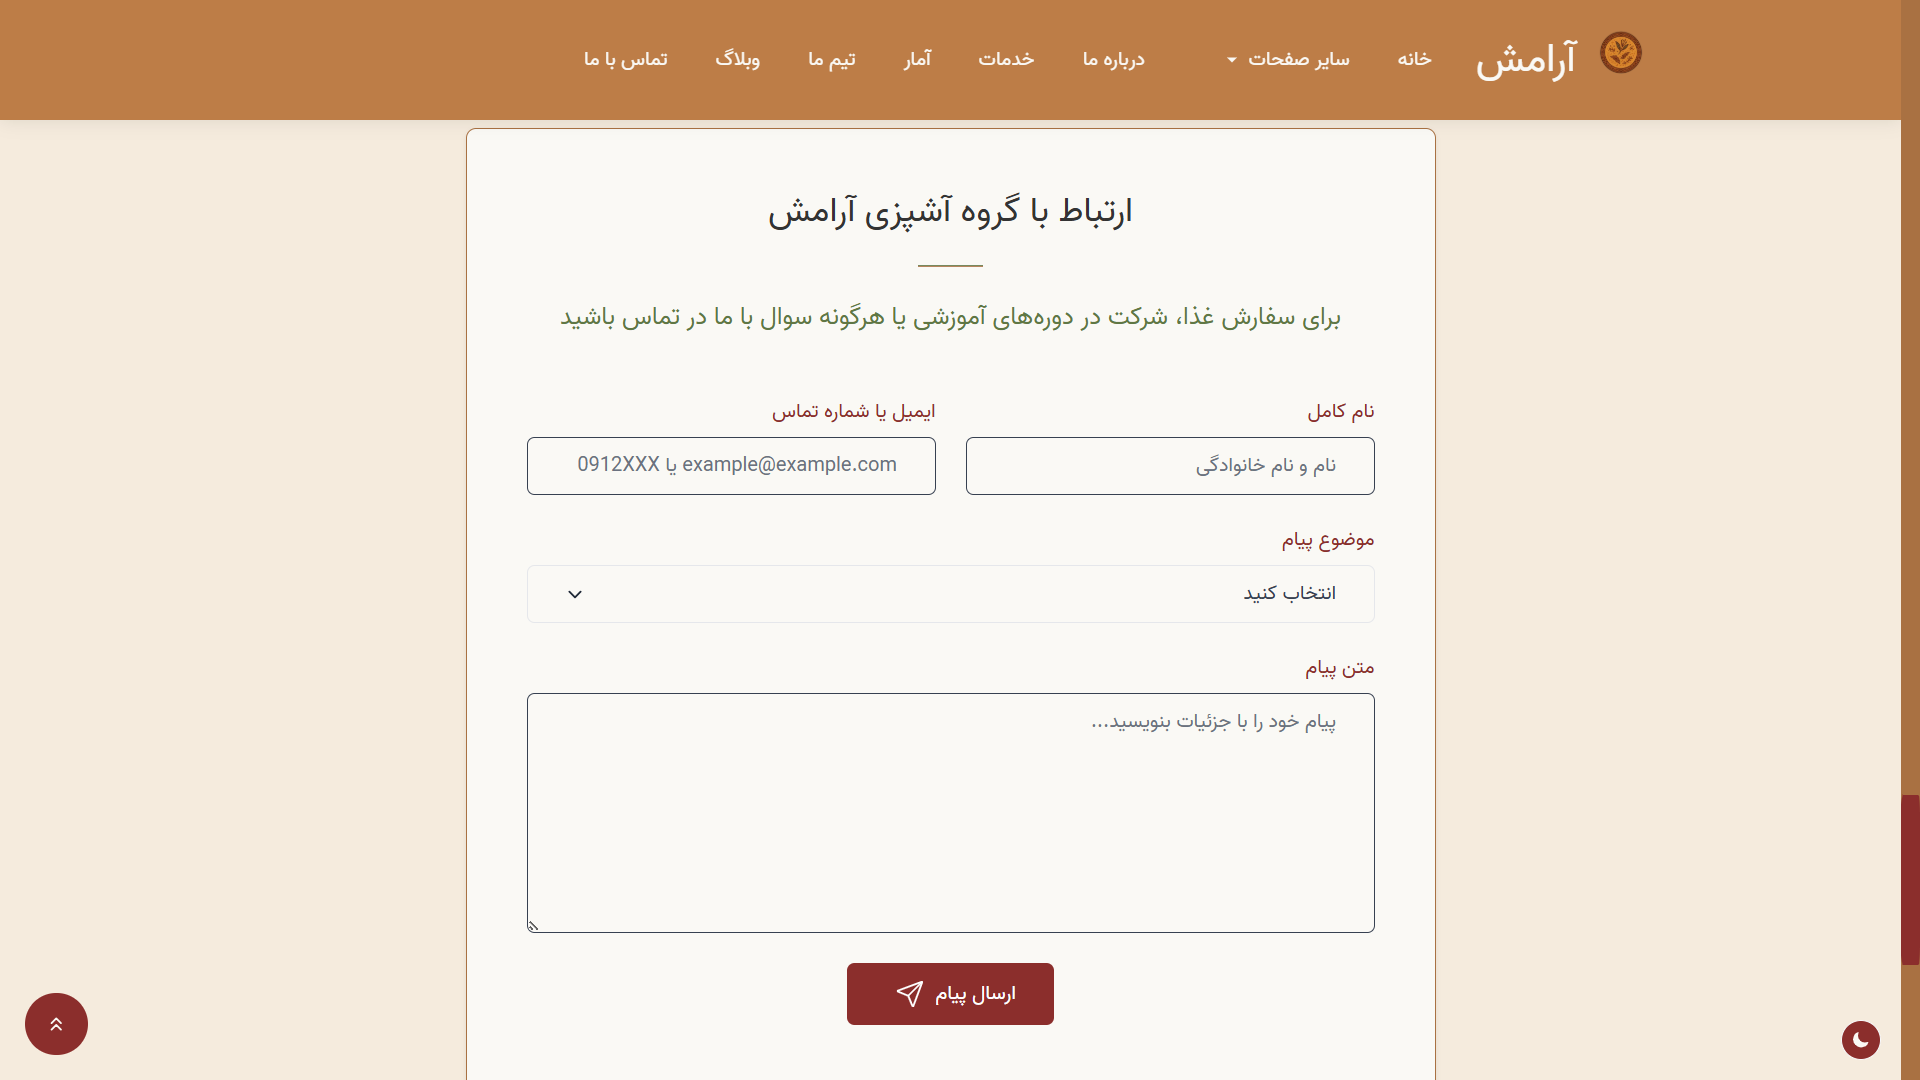 آرامش
خانه
سایر صفحات
درباره ما
خدمات
آمار
تیم ما
وبلاگ
تماس با ما
ارتباط با گروه آشپزی آرامش
برای سفارش غذا، شرکت در دوره‌های آموزشی یا هرگونه سوال با ما در تماس باشید
نام کامل
نام و نام خانوادگی
ایمیل یا شماره تماس
example@example.com یا 0912XXX
موضوع پیام
انتخاب کنید
متن پیام
پیام خود را با جزئیات بنویسید...
ارسال پیام